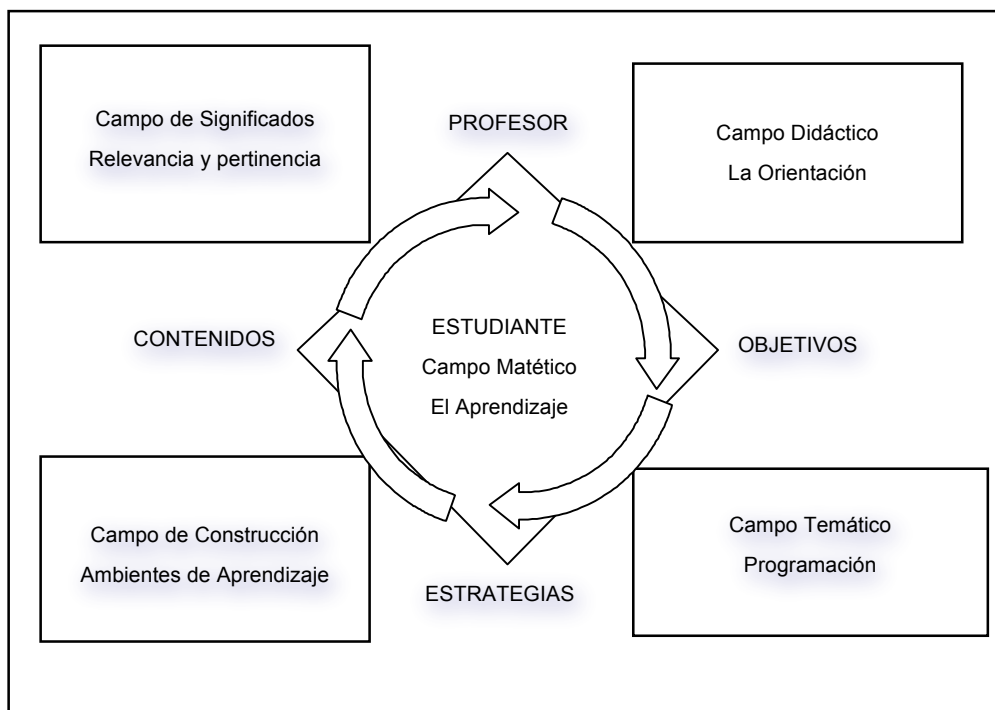 Campo de Significados
Relevancia y pertinencia
PROFESOR
Campo Didáctico
La Orientación
CONTENIDOS
ESTUDIANTE
Campo Matético
El Aprendizaje
OBJETIVOS
Campo de Construcción
Ambientes de Aprendizaje
ESTRATEGIAS
Campo Temático
Programación